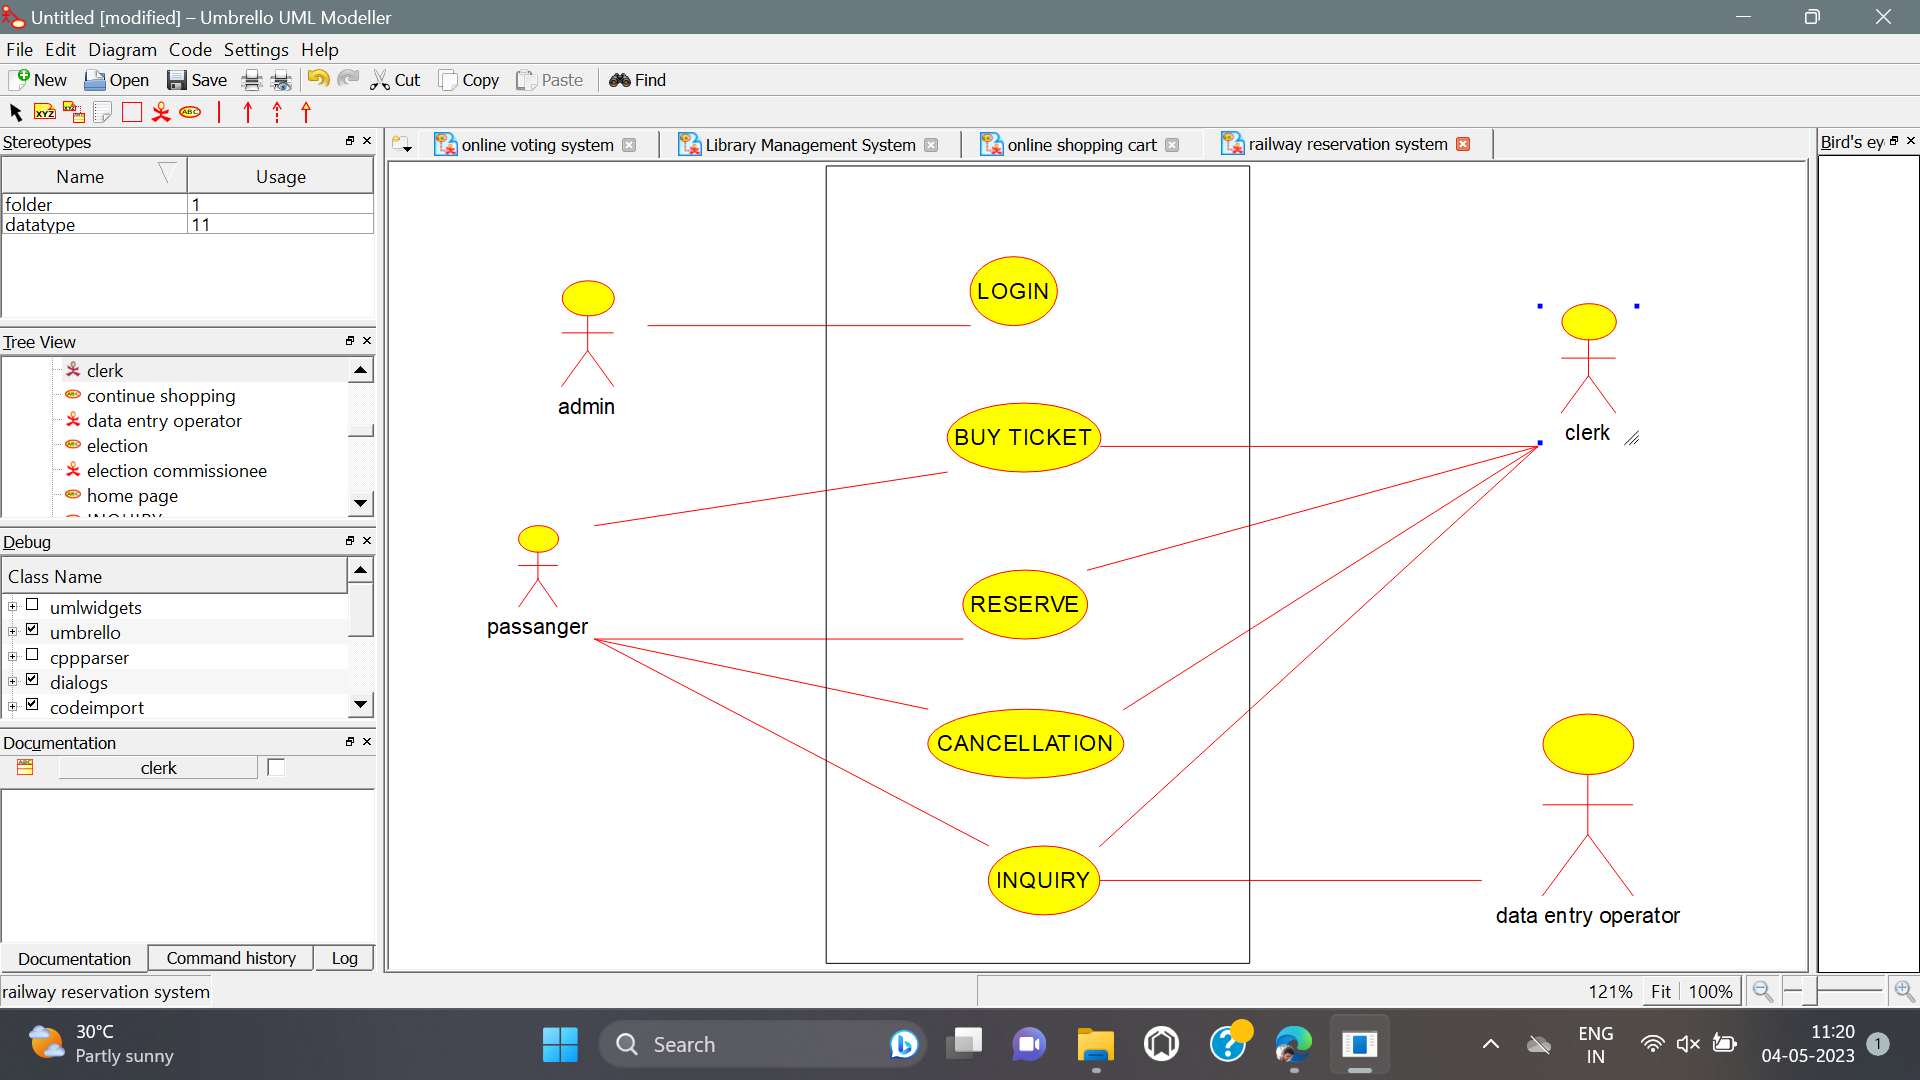 Untitled [modified] – Umbrello UML Modeller
File Edit Diagram Code Settings Help
New Open Save Cut Copy Paste Find
XYZ XYZ ABC
Stereotypes
Name Usage
folder 1
datatype 11
Tree View
clerk
continue shopping
data entry operator
election
election commissionee
home page
INQUIRY
Debug
Class Name
umlwidgets
umbrello
cppparser
dialogs
codeimport
Documentation
clerk
Documentation Command history Log
railway reservation system
online voting system Library Management System online shopping cart railway reservation system
Bird's ey
LOGIN
admin
clerk
BUY TICKET
passanger
RESERVE
CANCELLATION
INQUIRY
data entry operator
121% Fit 100%
30°C
Partly sunny
Search
ENG
IN
11:20
04-05-2023
1